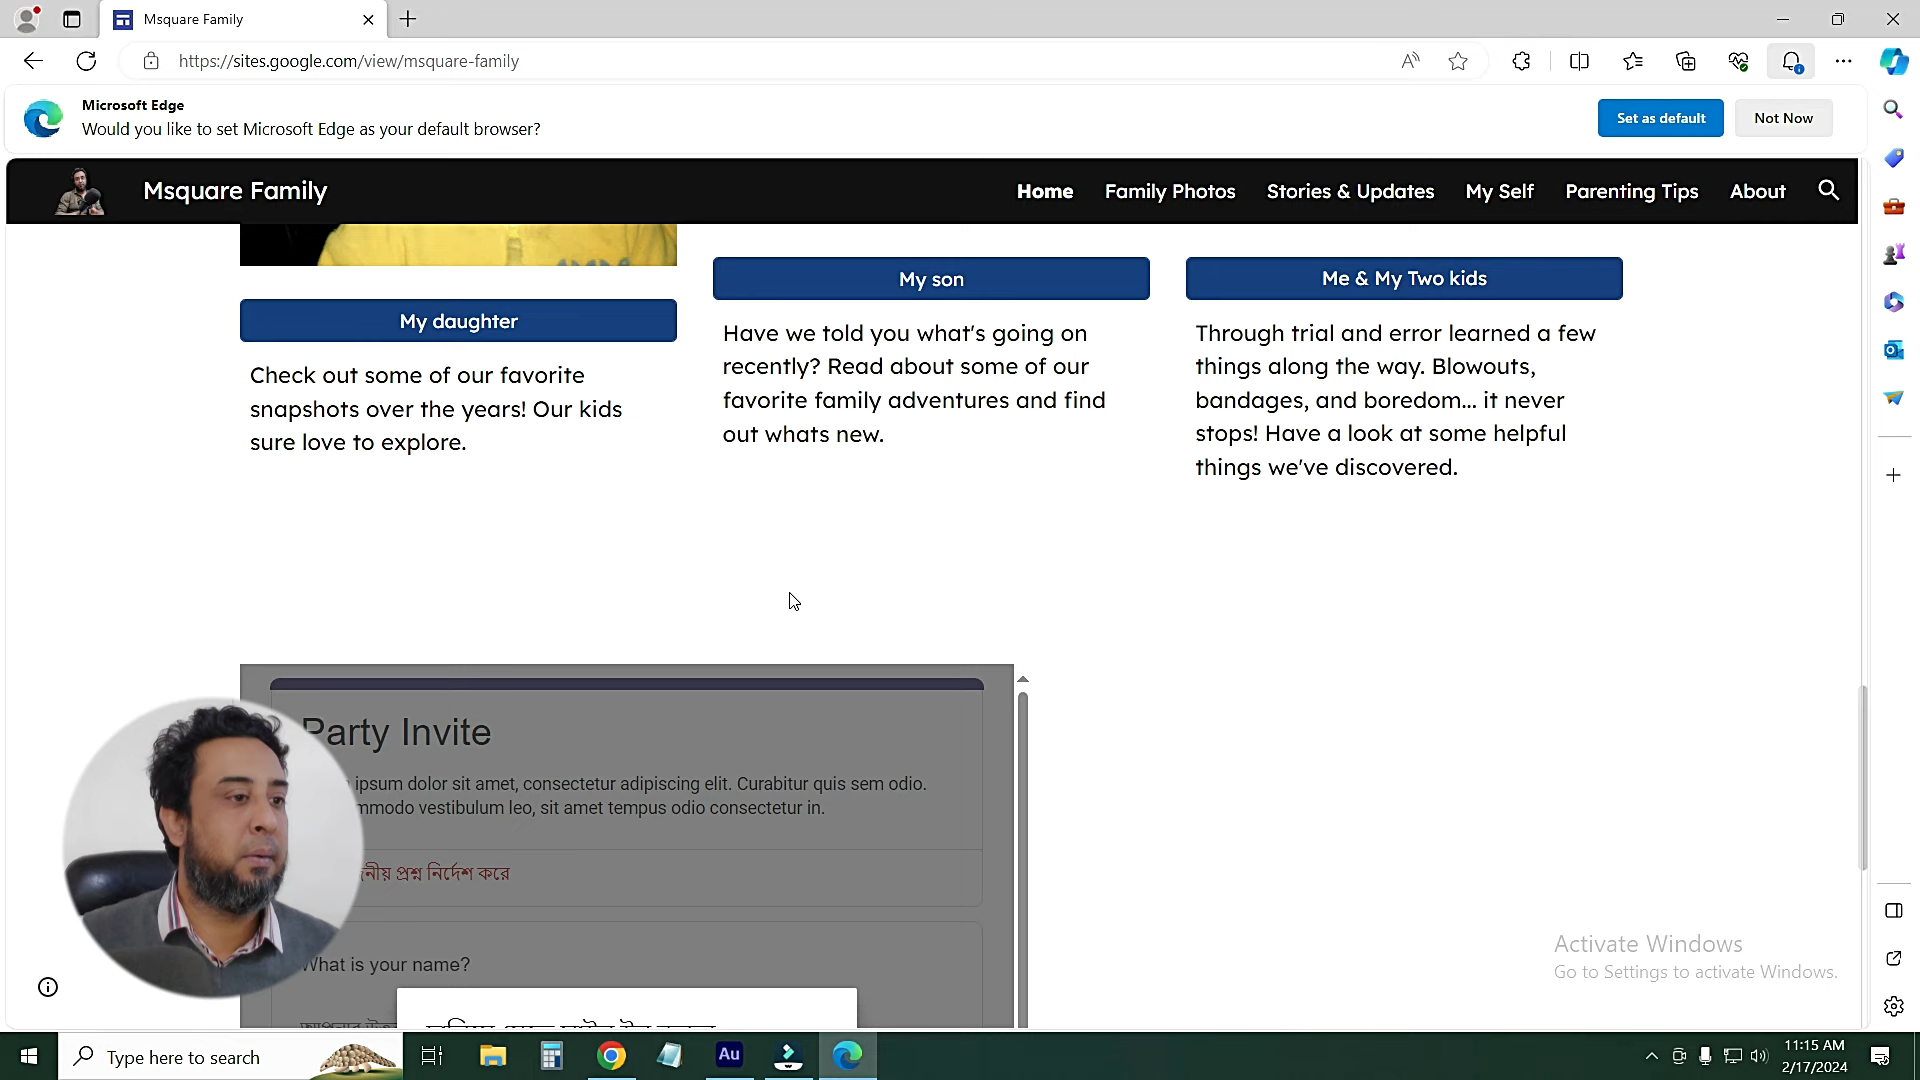 Msquare Family
https://sites.google.com/view/msquare-family
Microsoft Edge
Would you like to set Microsoft Edge as your default browser?
Set as default
Not Now
Msquare Family
Home
Family Photos
Stories & Updates
My Self
Parenting Tips
About
My daughter
Check out some of our favorite
snapshots over the years! Our kids
sure love to explore.
My son
Have we told you what's going on
recently? Read about some of our
favorite family adventures and find
out whats new.
Me & My Two kids
Through trial and error learned a few
things along the way. Blowouts,
bandages, and boredom... it never
stops! Have a look at some helpful
things we've discovered.
Party Invite
ipsum dolor sit amet, consectetur adipiscing elit. Curabitur quis sem odio.
vestibulum leo, sit amet tempus odio consectetur in.
প্রশ্ন নির্দেশ করে
What is your name?
Activate Windows
Go to Settings to activate Windows.
Type here to search
Au
11:15 AM
2/17/2024